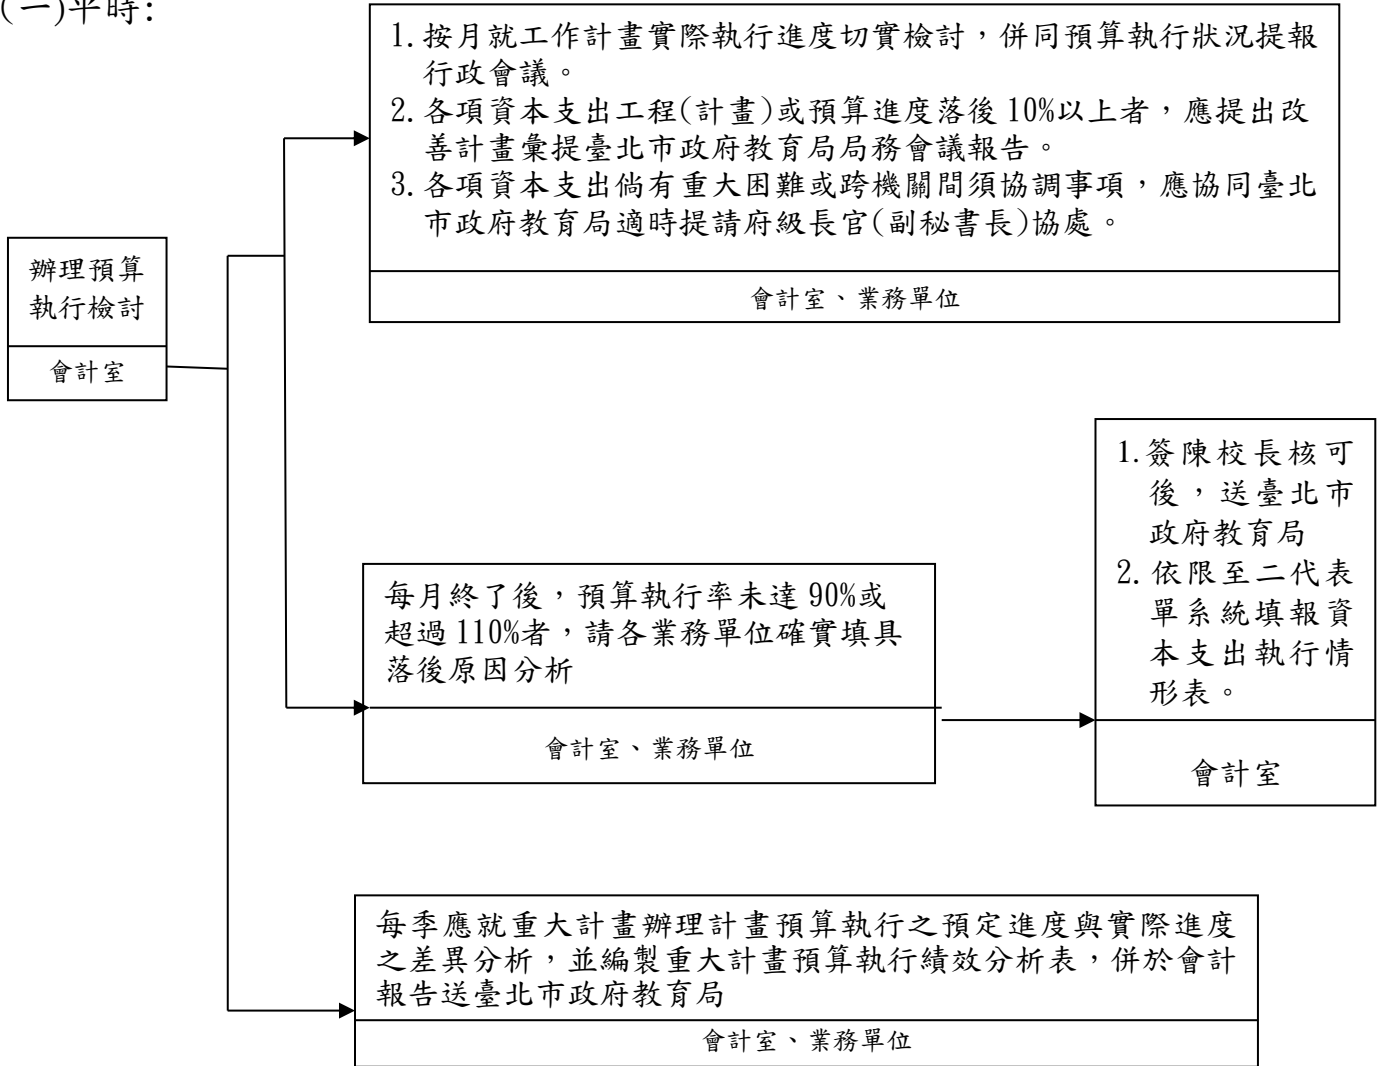 (一)平時:
1.按月就工作計畫實際執行進度切實檢討，併同預算執行狀況提報
行政會議。
2.各項資本支出工程(計畫)或預算進度落後 10%以上者，應提出改
善計畫彙提臺北市政府教育局局務會議報告。
3.各項資本支出倘有重大困難或跨機關間須協調事項，應協同臺北
市政府教育局適時提請府級長官(副秘書長)協處。
會計室、業務單位
辦理預算
執行檢討
會計室
1.簽陳校長核可
後，送臺北市
政府教育局
2.依限至二代表
單系統填報資
本支出執行情
形表。
會計室
每月終了後，預算執行率未達 90%或
超過 110%者，請各業務單位確實填具
落後原因分析
會計室、業務單位
每季應就重大計畫辦理計畫預算執行之預定進度與實際進度
之差異分析，並編製重大計畫預算執行績效分析表，併於會計
報告送臺北市政府教育局
會計室、業務單位